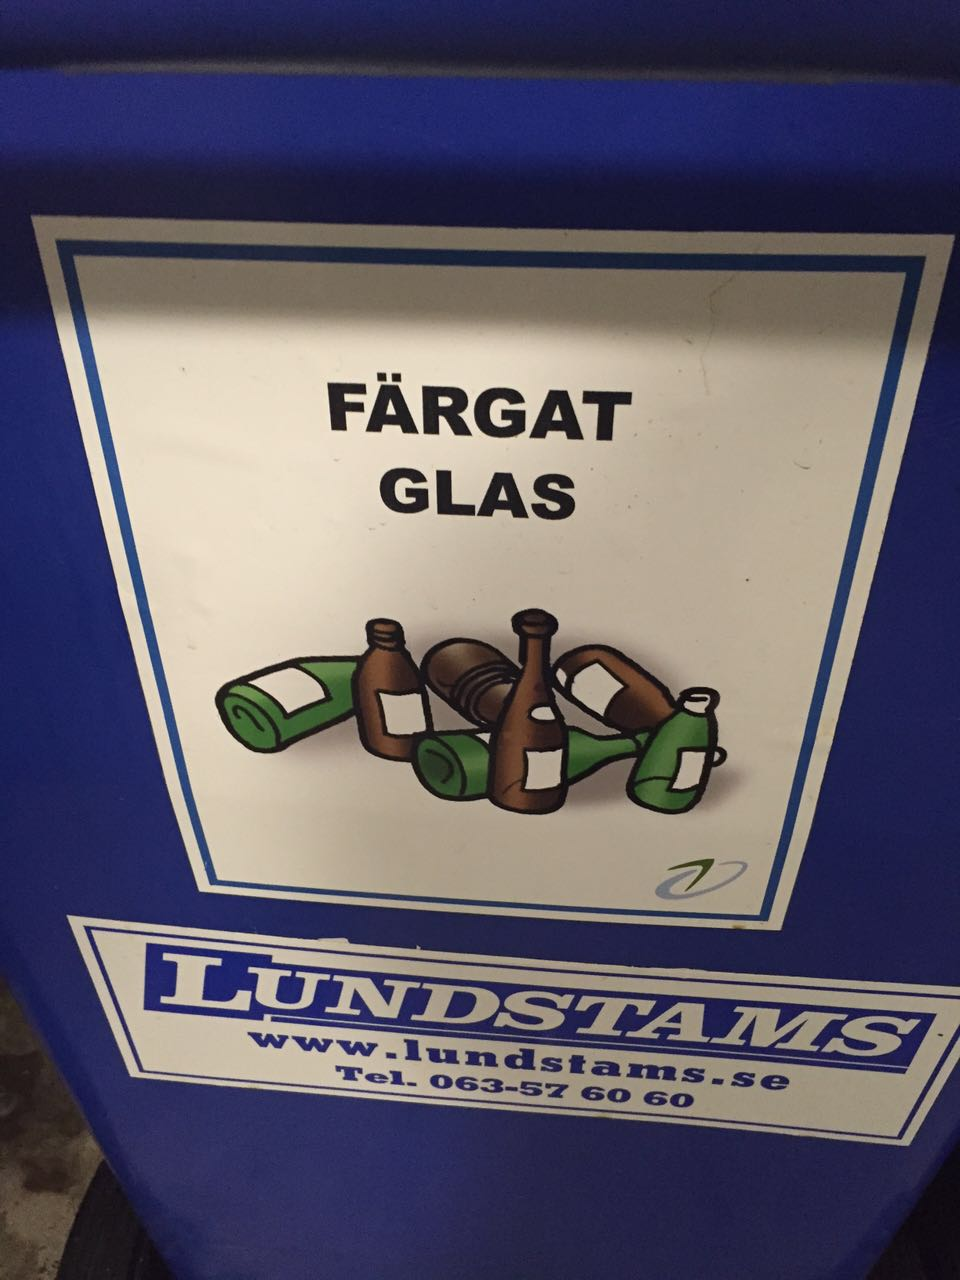 FÄRGAT
GLAS
LUNDSTAMS
www.lundstams.se
Tel. 063-57 60 60